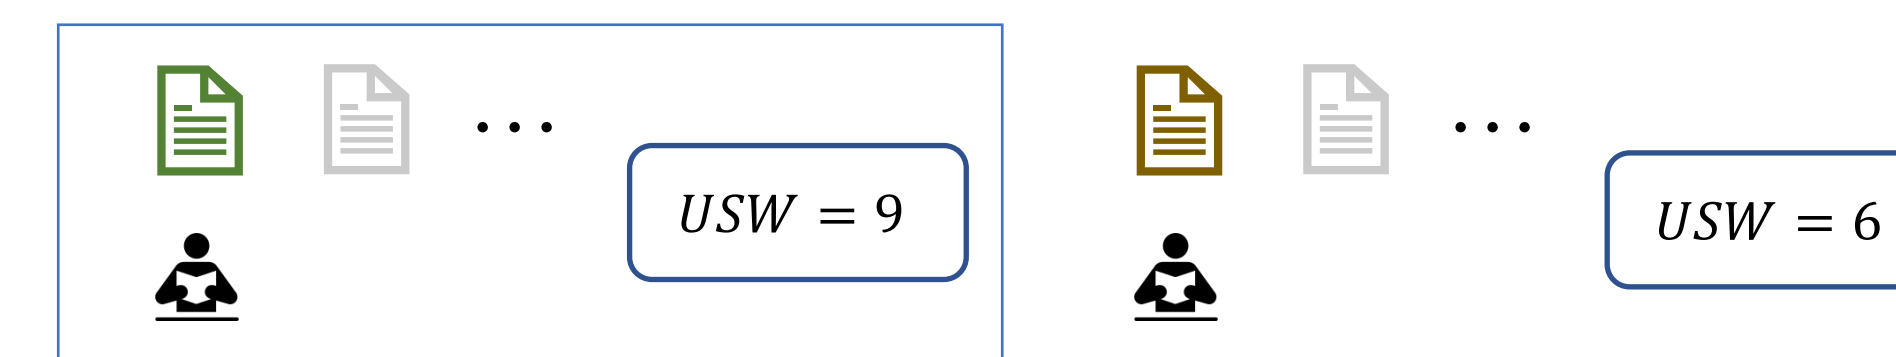 . . .
USW = 9
. . .
USW = 6